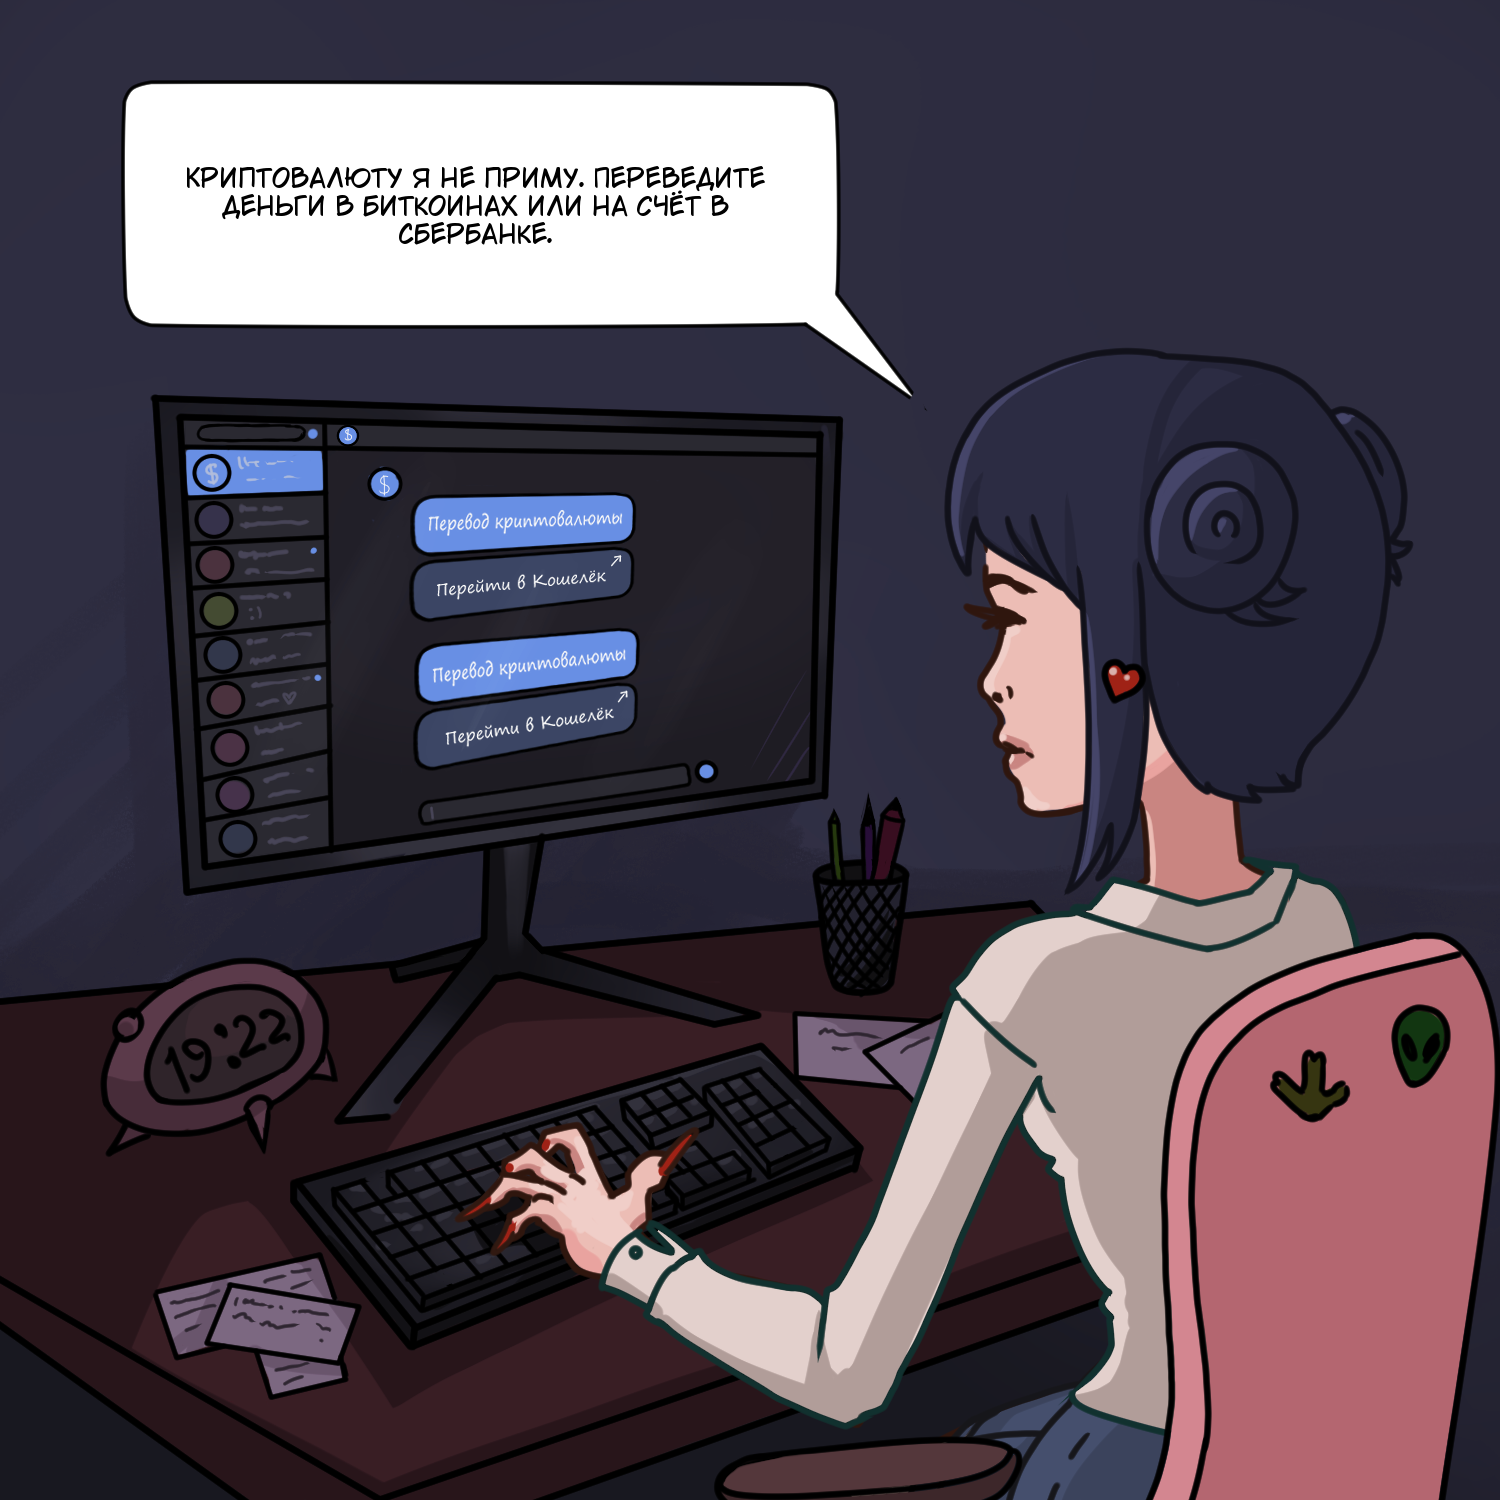 КРИПТОВАЛЮТУ Я НЕ ПРИМУ. ПЕРЕВЕДИТЕ
ДЕНЬГИ В БИТКОИНАХ ИЛИ НА СЧЁТ В
СБЕРБАНКЕ.
$
$
$
Перевод криптовалюты
Перейти в Кошелёк
:)
Перевод криптовалюты
Перейти в Кошелёк
19:22